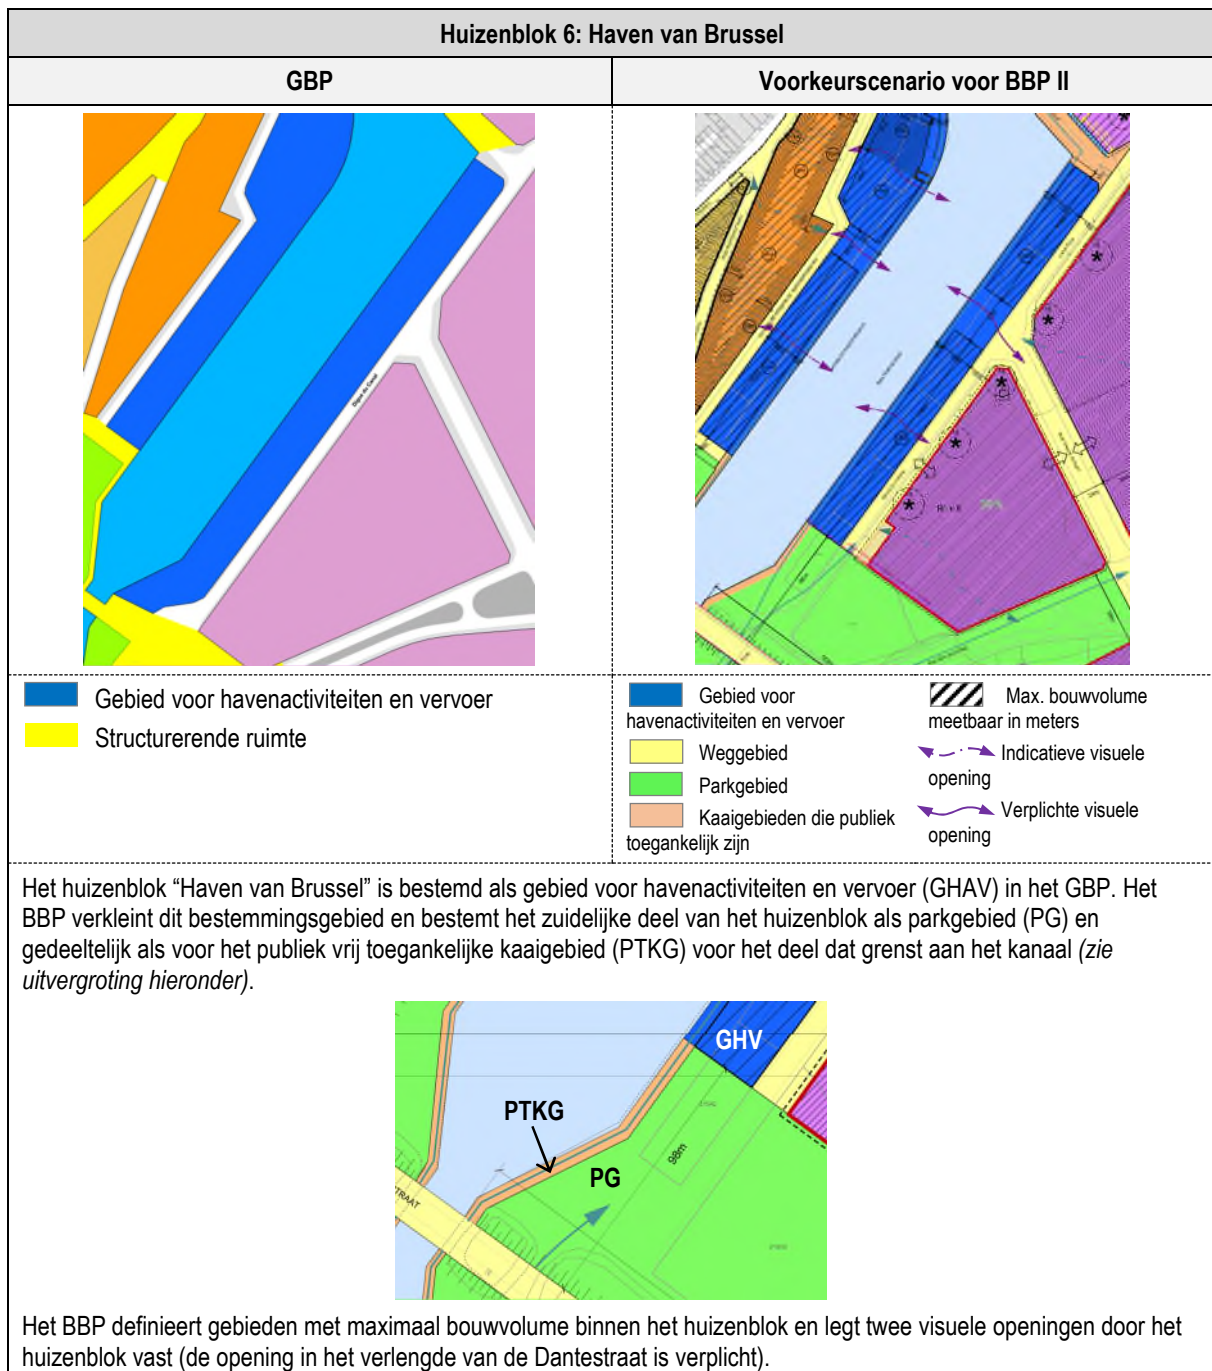 Huizenblok 6: Haven van Brussel
GBP
Voorkeurscenario voor BBP II
Digue du Canal
Gebied voor havenactiviteiten en vervoer
Structurerende ruimte
Gebied voor
havenactiviteiten en vervoer
Weggebied
Parkgebied
Kaaigebieden die publiek
toegankelijk zijn
Max. bouwvolume
meetbaar in meters
Indicatieve visuele
opening
Verplichte visuele
opening
Het huizenblok “Haven van Brussel” is bestemd als gebied voor havenactiviteiten en vervoer (GHAV) in het GBP. Het
BBP verkleint dit bestemmingsgebied en bestemt het zuidelijke deel van het huizenblok als parkgebied (PG) en
gedeeltelijk als voor het publiek vrij toegankelijke kaaigebied (PTKG) voor het deel dat grenst aan het kanaal (zie
uitvergroting hieronder).
GHV
PTKG
PG
98m
TRAAT
Het BBP definieert gebieden met maximaal bouwvolume binnen het huizenblok en legt twee visuele openingen door het
huizenblok vast (de opening in het verlengde van de Dantestraat is verplicht).